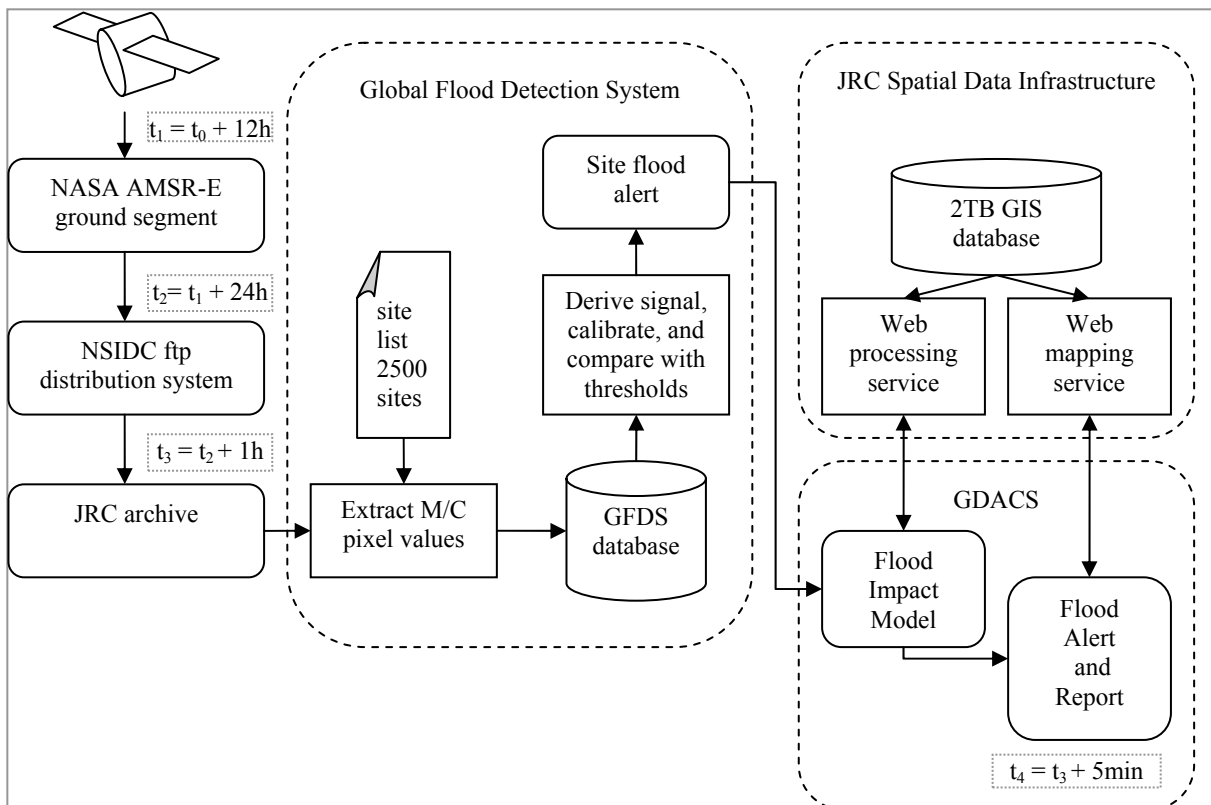 t1 = t0 + 12h
NASA AMSR-E
ground segment
t2= t1 + 24h
NSIDC ftp
distribution system
t3 = t2 + 1h
JRC archive
Global Flood Detection System
site
list
2500
sites
Extract M/C
pixel values
GFDS
database
Derive signal,
calibrate, and
compare with
thresholds
Site flood
alert
JRC Spatial Data Infrastructure
2TB GIS
database
Web
processing
service
Web
mapping
service
GDACS
Flood
Impact
Model
Flood
Alert
and
Report
t4 = t3 + 5min